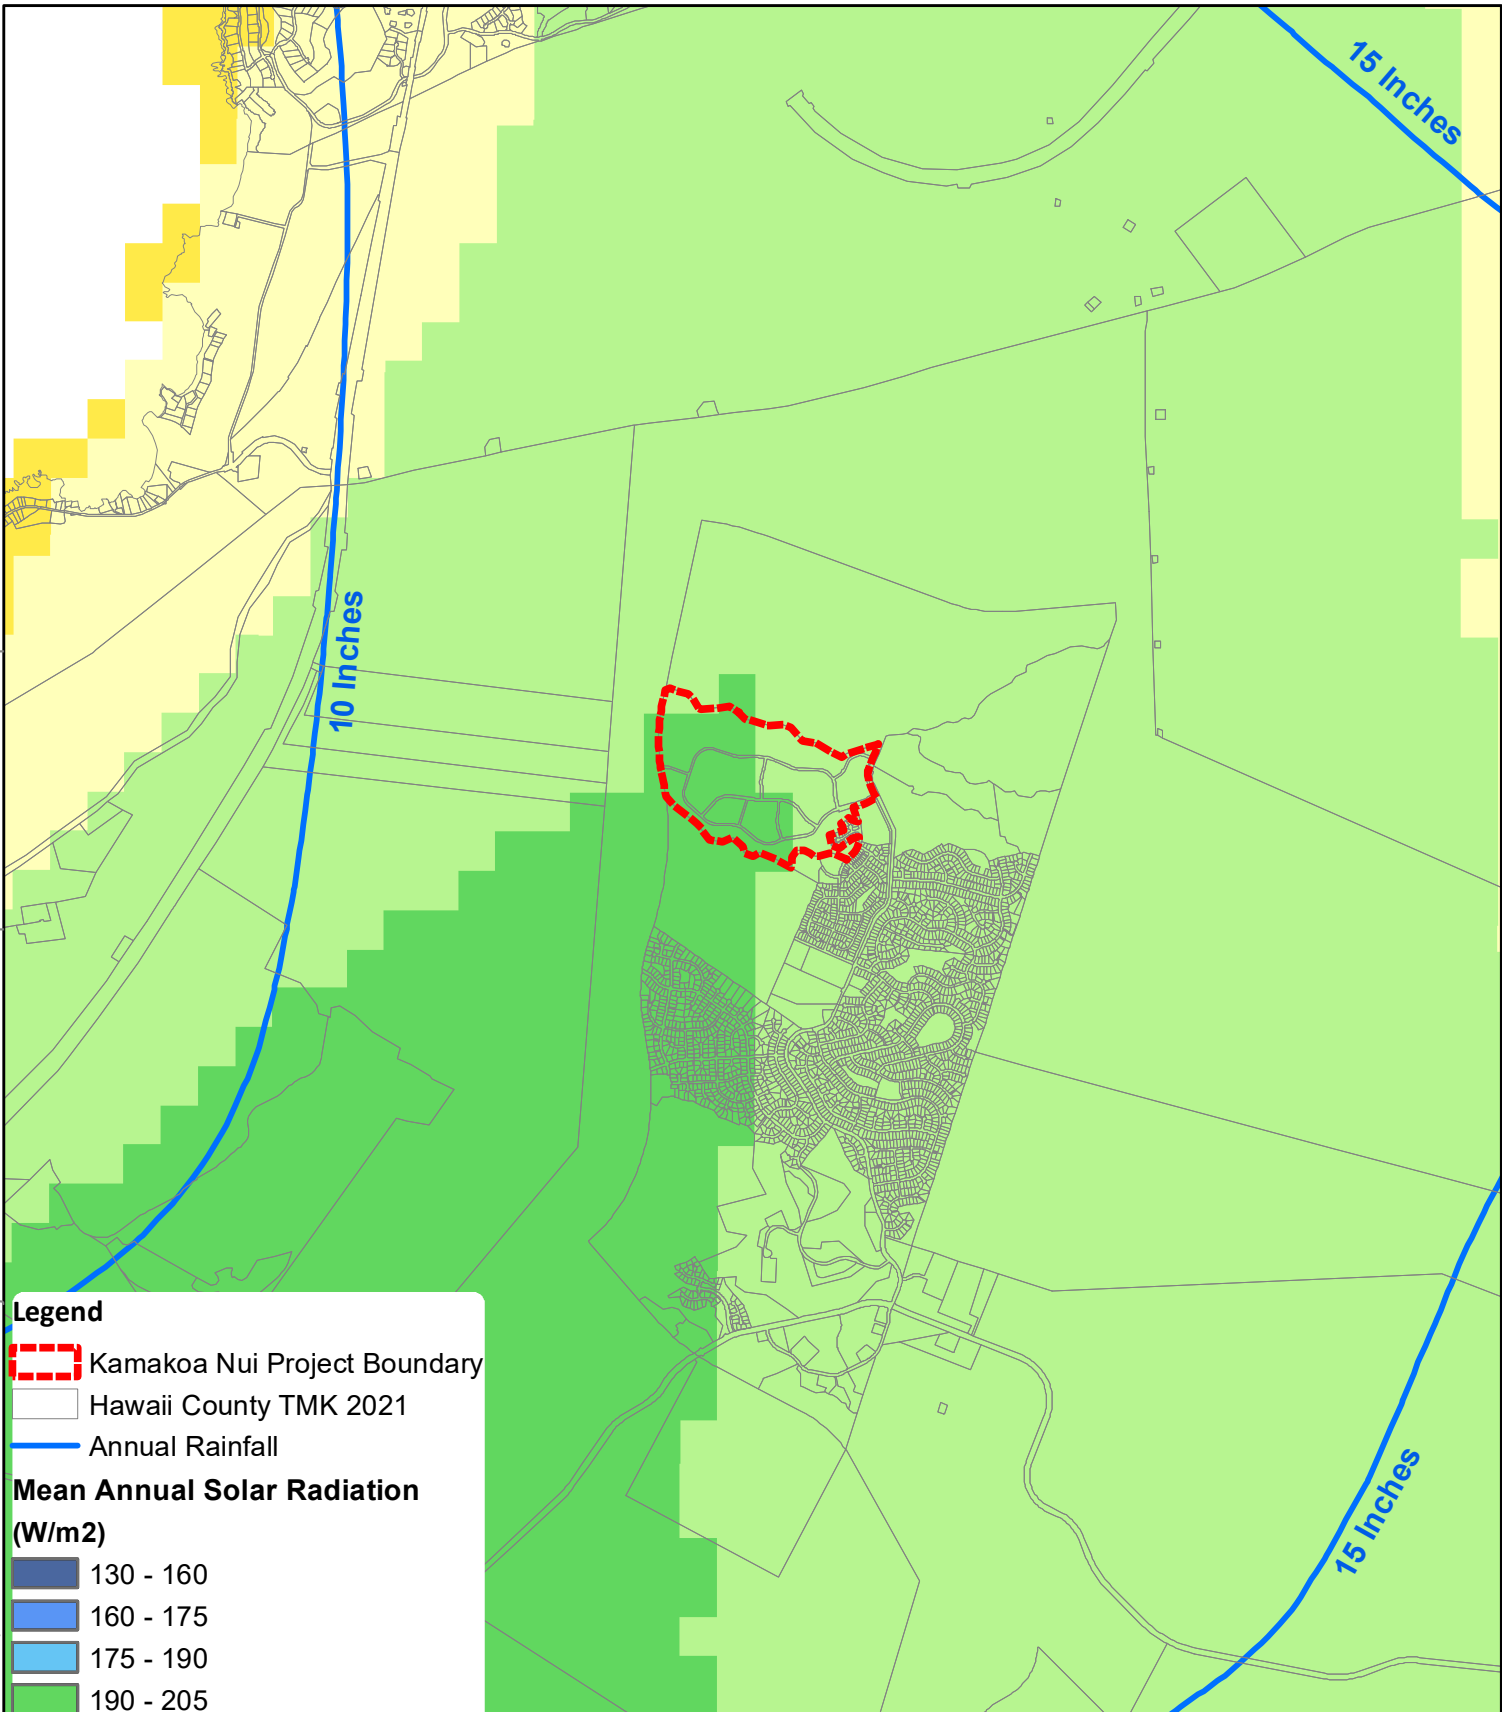 15 Inches
10 Inches
15 Inches
Legend
Kamakoa Nui Project Boundary
Hawaii County TMK 2021
Annual Rainfall
Mean Annual Solar Radiation
(W/m2)
130 - 160
160 - 175
175 - 190
190 - 205